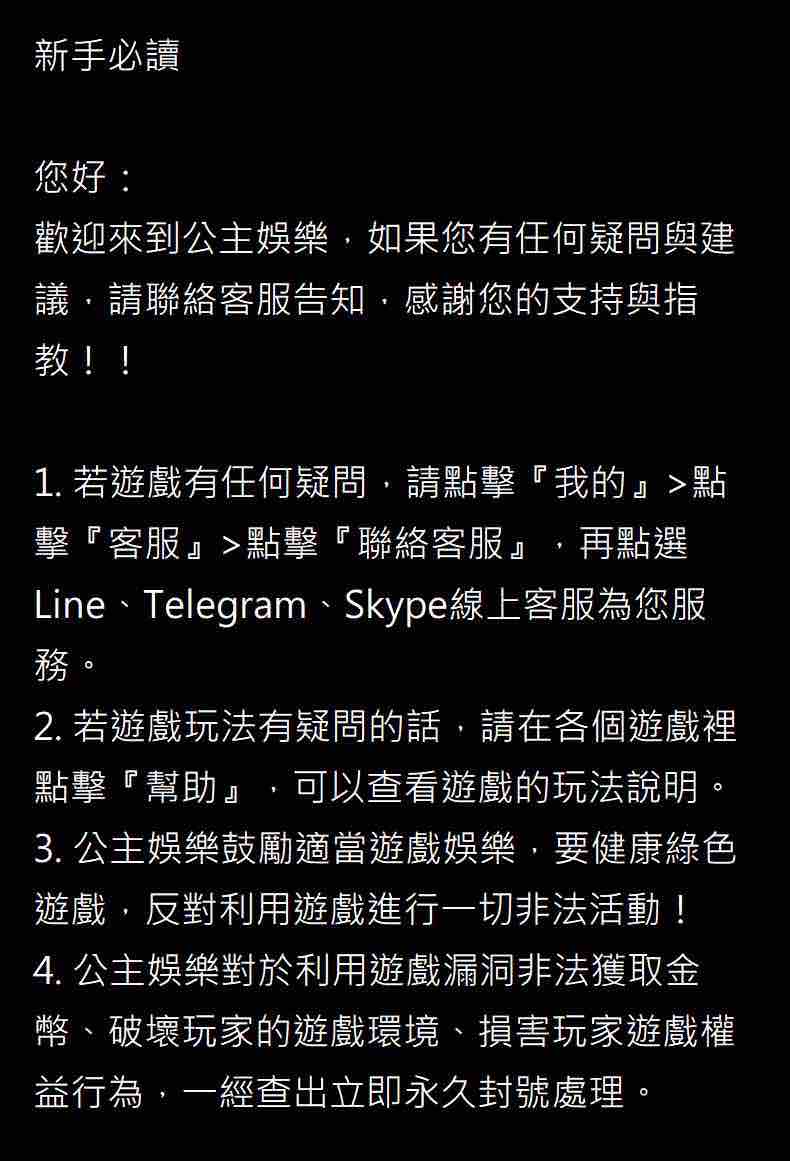 新手必讀
您好：
歡迎來到公主娛樂，如果您有任何疑問與建
議，請聯絡客服告知，感謝您的支持與指
教！！
1. 若遊戲有任何疑問，請點擊『我的』>點
擊『客服』>點擊『聯絡客服』，再點選
Line、Telegram、Skype線上客服為您服
務。
2. 若遊戲玩法有疑問的話，請在各個遊戲裡
點擊『幫助』，可以查看遊戲的玩法說明。
3. 公主娛樂鼓勵適當遊戲娛樂，要健康綠色
遊戲，反對利用遊戲進行一切非法活動！
4. 公主娛樂對於利用遊戲漏洞非法獲取金
幣、破壞玩家的遊戲環境、損害玩家遊戲權
益行為，一經查出立即永久封號處理。